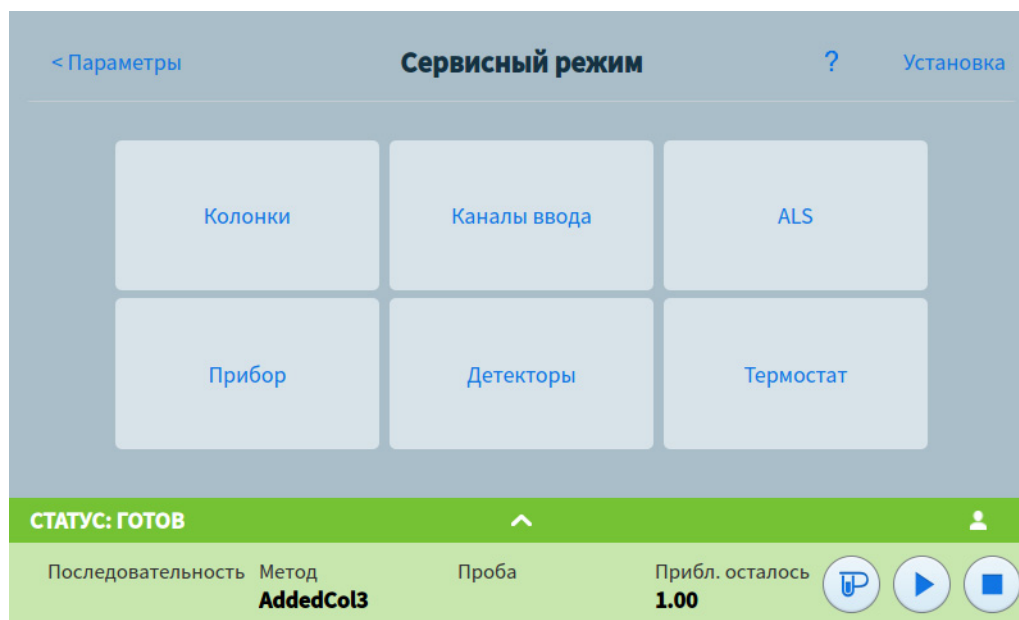 < Параметры Сервисный режим ? Установка
Колонки Каналы ввода ALS
Прибор Детекторы Термостат
СТАТУС: ГОТОВ
Последовательность Метод Проба Прибл. осталось
AddedCol3 1.00